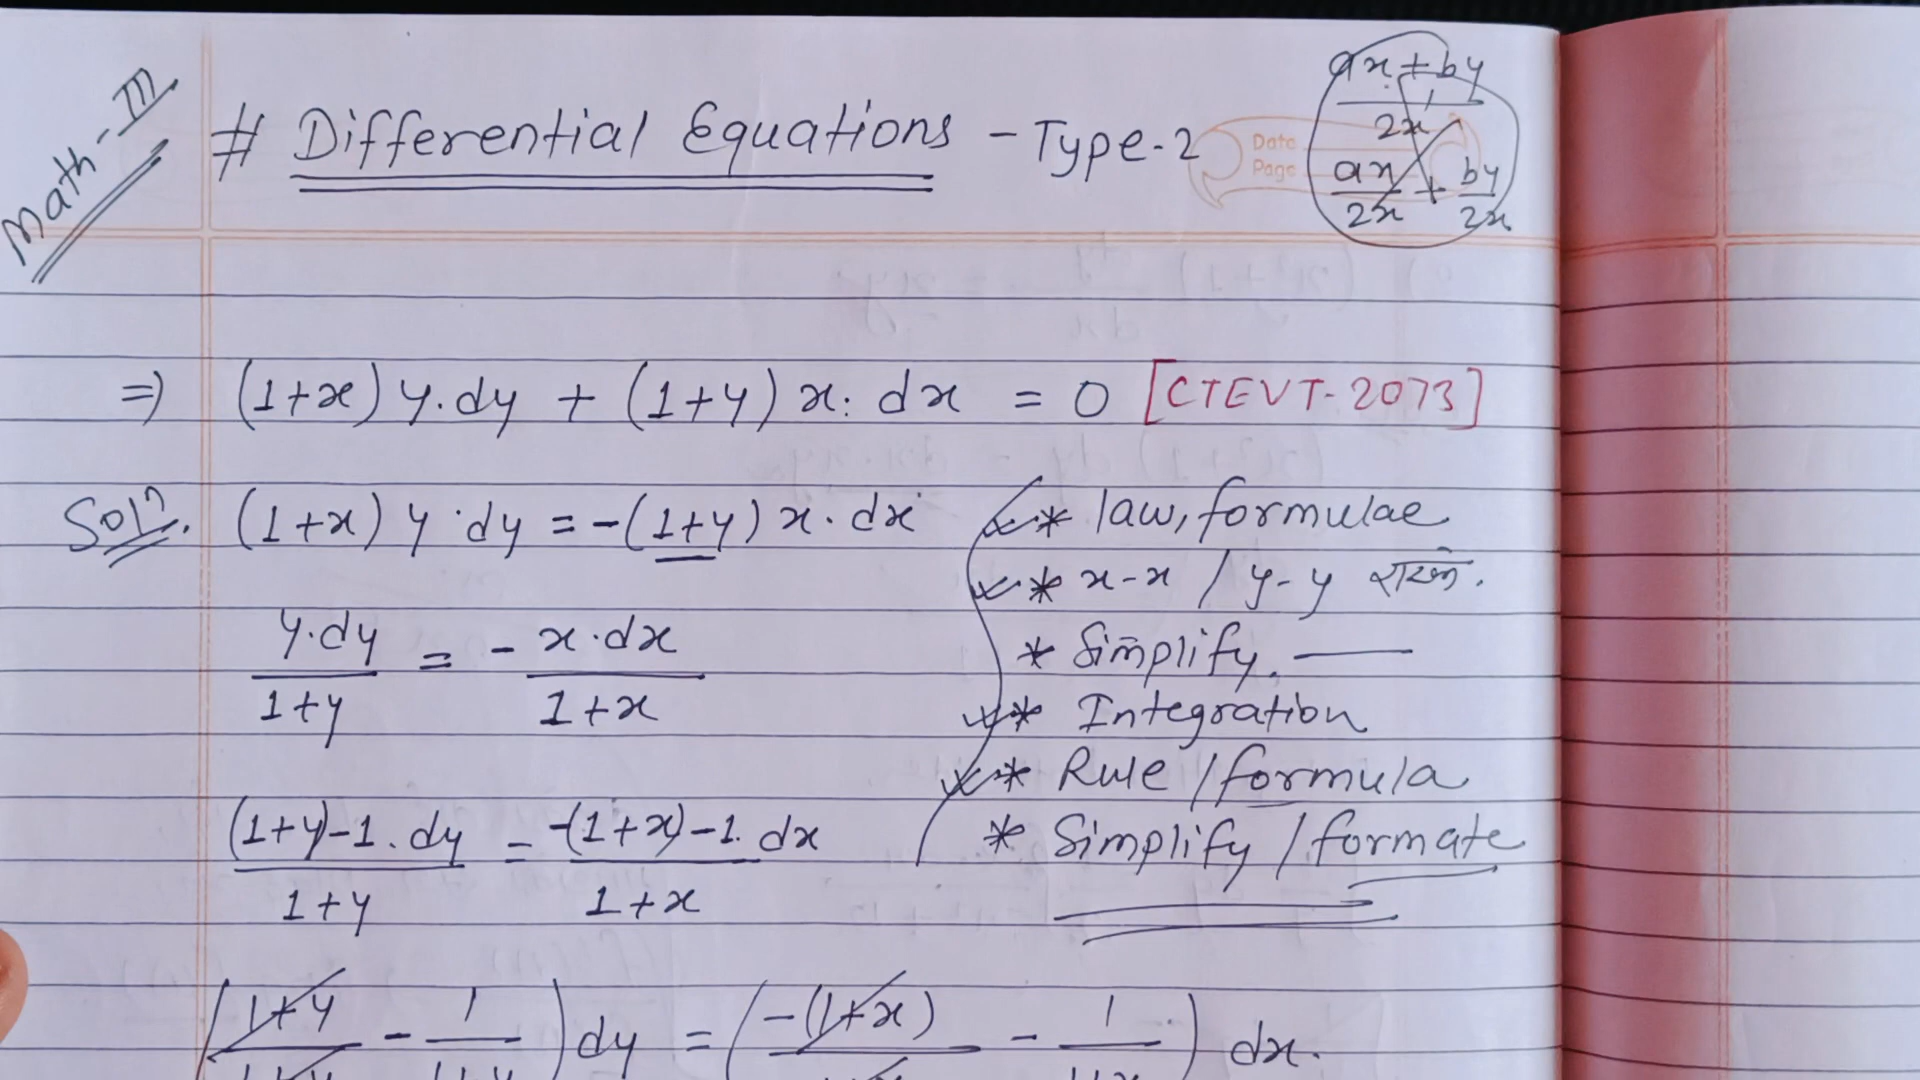 Math-III
# Differential Equations - Type-2
Date
Page
ax+by / 2x
ax/2x + by/2x
=) (1+x) y.dy + (1+y) x. dx = 0 [CTEVT-2073]
Solⁿ. (1+x) y.dy = -(1+y) x.dx
y.dy / 1+y = - x.dx / 1+x
(1+y)-1.dy / 1+y = -(1+x)-1.dx / 1+x
(1+y / 1+y - 1 / 1+y) dy = (-(1+x) / 1+x - 1 / 1+x) dx.
* law, formulae
* x-x / y-y राख्ने.
* Simplify.
* Integration
* Rule / formula
* Simplify / formate